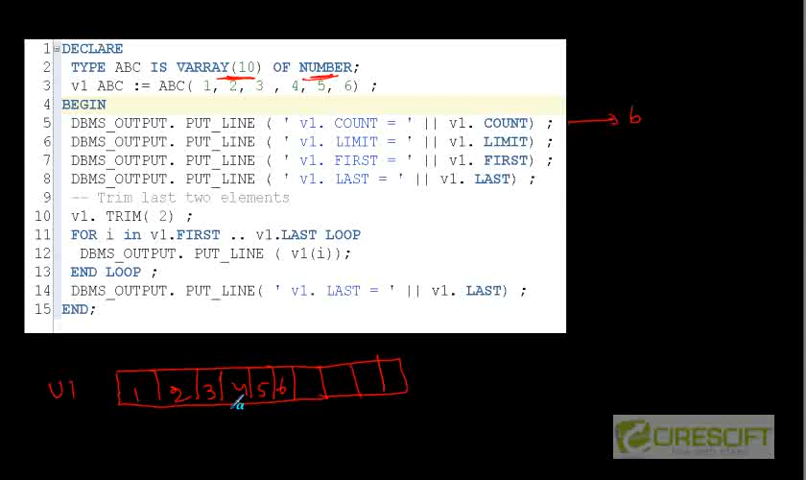 1 DECLARE
2 TYPE ABC IS VARRAY(10) OF NUMBER;
3 v1 ABC := ABC( 1, 2, 3 , 4, 5, 6) ;
4 BEGIN
5 DBMS_OUTPUT. PUT_LINE ( ' v1. COUNT = ' || v1. COUNT) ; 6
6 DBMS_OUTPUT. PUT_LINE ( ' v1. LIMIT = ' || v1. LIMIT) ;
7 DBMS_OUTPUT. PUT_LINE ( ' v1. FIRST = ' || v1. FIRST) ;
8 DBMS_OUTPUT. PUT_LINE ( ' v1. LAST = ' || v1. LAST) ;
9 -- Trim last two elements
10 v1. TRIM( 2) ;
11 FOR i in v1.FIRST .. v1.LAST LOOP
12 DBMS_OUTPUT. PUT_LINE ( v1(i));
13 END LOOP ;
14 DBMS_OUTPUT. PUT_LINE( ' v1. LAST = ' || v1. LAST) ;
15 END;
V1 1 2 3 4 5 6